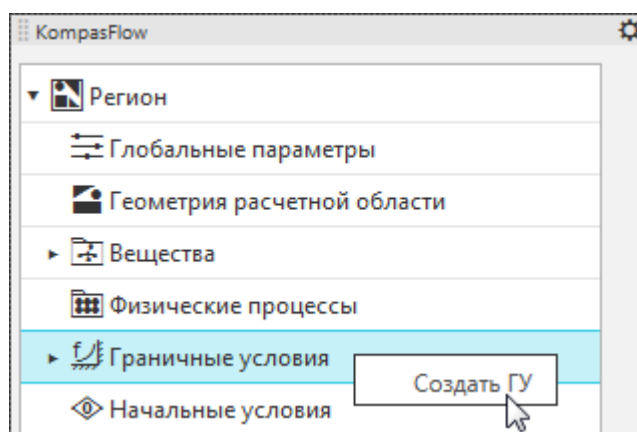 KompasFlow
Регион
Глобальные параметры
Геометрия расчетной области
Вещества
Физические процессы
Граничные условия
Создать ГУ
Начальные условия